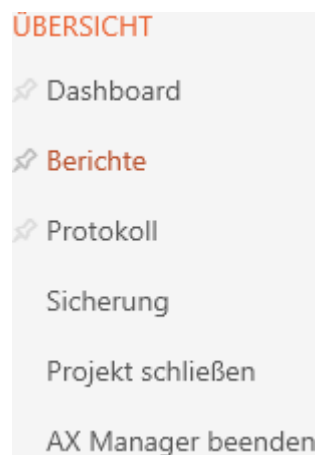 ÜBERSICHT
Dashboard
Berichte
Protokoll
Sicherung
Projekt schließen
AX Manager beenden